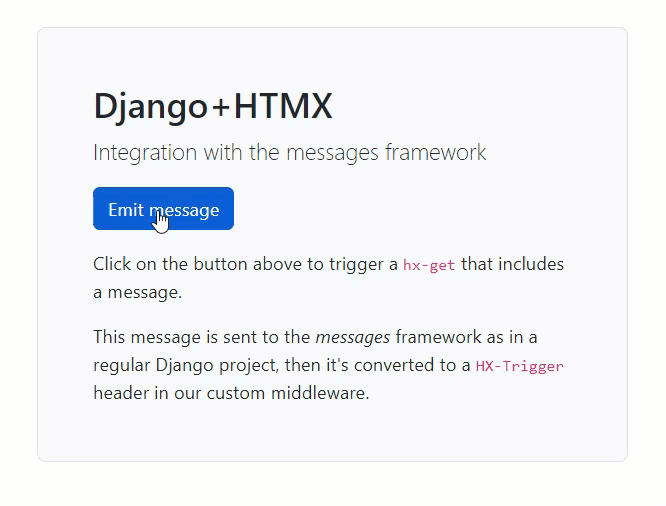 Django+HTMX
Integration with the messages framework
Emit message
Click on the button above to trigger a hx-get that includes
a message.
This message is sent to the messages framework as in a
regular Django project, then it's converted to a HX-Trigger
header in our custom middleware.